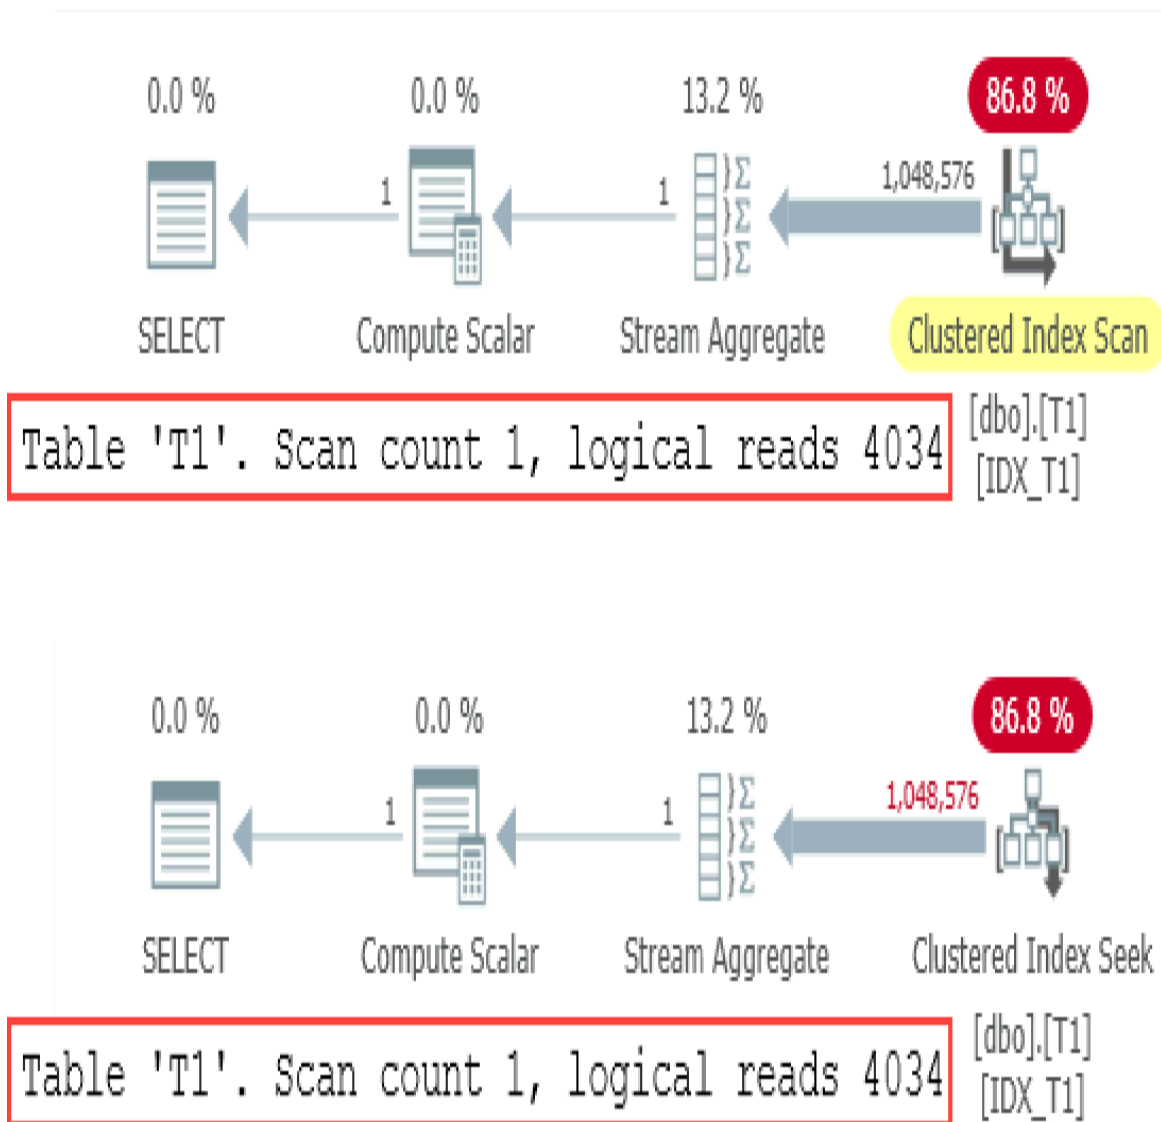 0.0 % 0.0 % 13.2 % 86.8 %
1 1 1,048,576
SELECT Compute Scalar Stream Aggregate Clustered Index Scan
[dbo].[T1]
Table 'T1'. Scan count 1, logical reads 4034
[IDX_T1]
0.0 % 0.0 % 13.2 % 86.8 %
1 1 1,048,576
SELECT Compute Scalar Stream Aggregate Clustered Index Seek
[dbo].[T1]
Table 'T1'. Scan count 1, logical reads 4034
[IDX_T1]